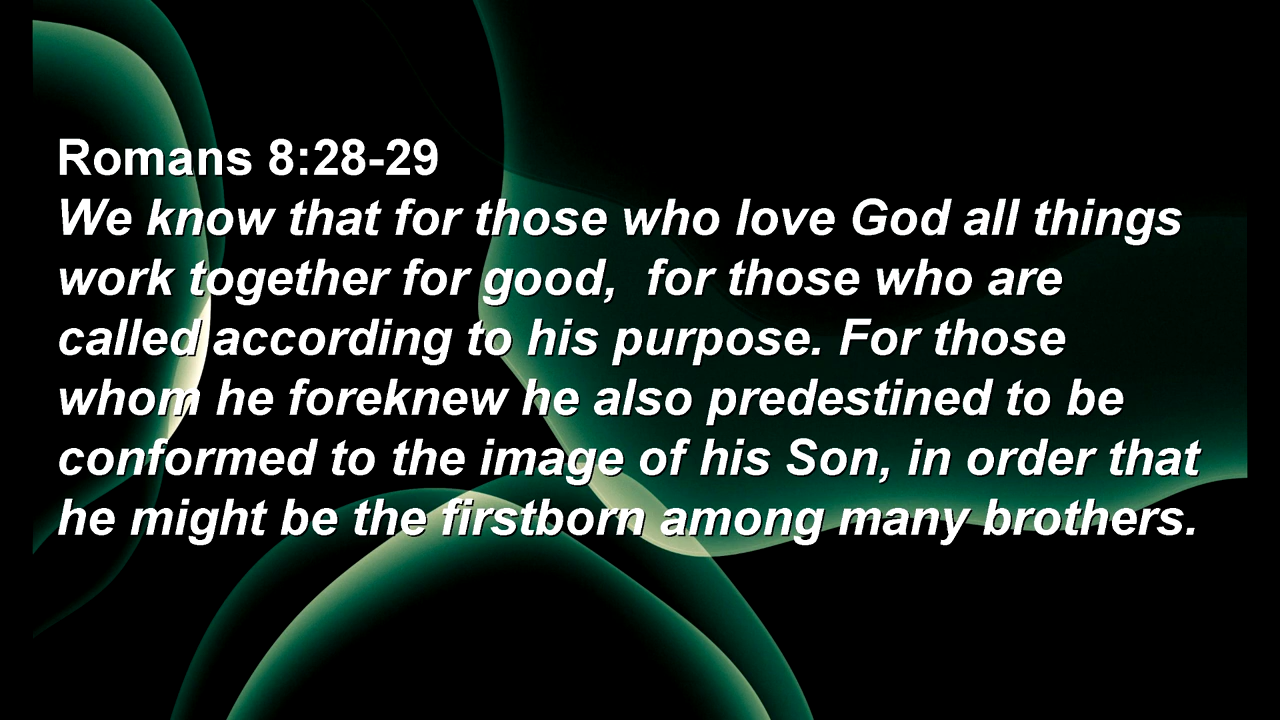 Romans 8:28-29
We know that for those who love God all things
work together for good,  for those who are
called according to his purpose. For those
whom he foreknew he also predestined to be
conformed to the image of his Son, in order that
he might be the firstborn among many brothers.